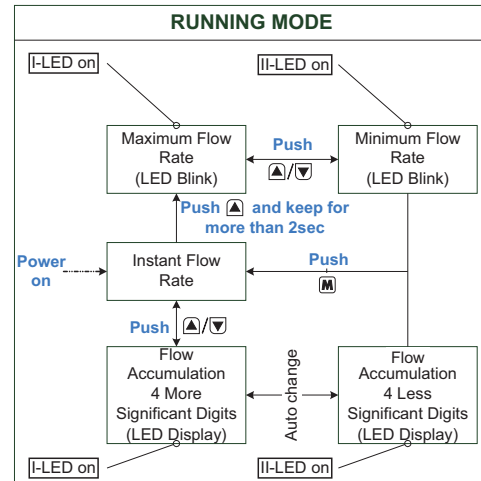 RUNNING MODE
I-LED on
II-LED on
Maximum Flow
Rate
(LED Blink)
Push
▲/▼
Minimum Flow
Rate
(LED Blink)
Push ▲ and keep for
more than 2sec
Power
on
Instant Flow
Rate
Push
M
Push ▲/▼
Flow
Accumulation
4 More
Significant Digits
(LED Display)
Auto change
Flow
Accumulation
4 Less
Significant Digits
(LED Display)
I-LED on
II-LED on